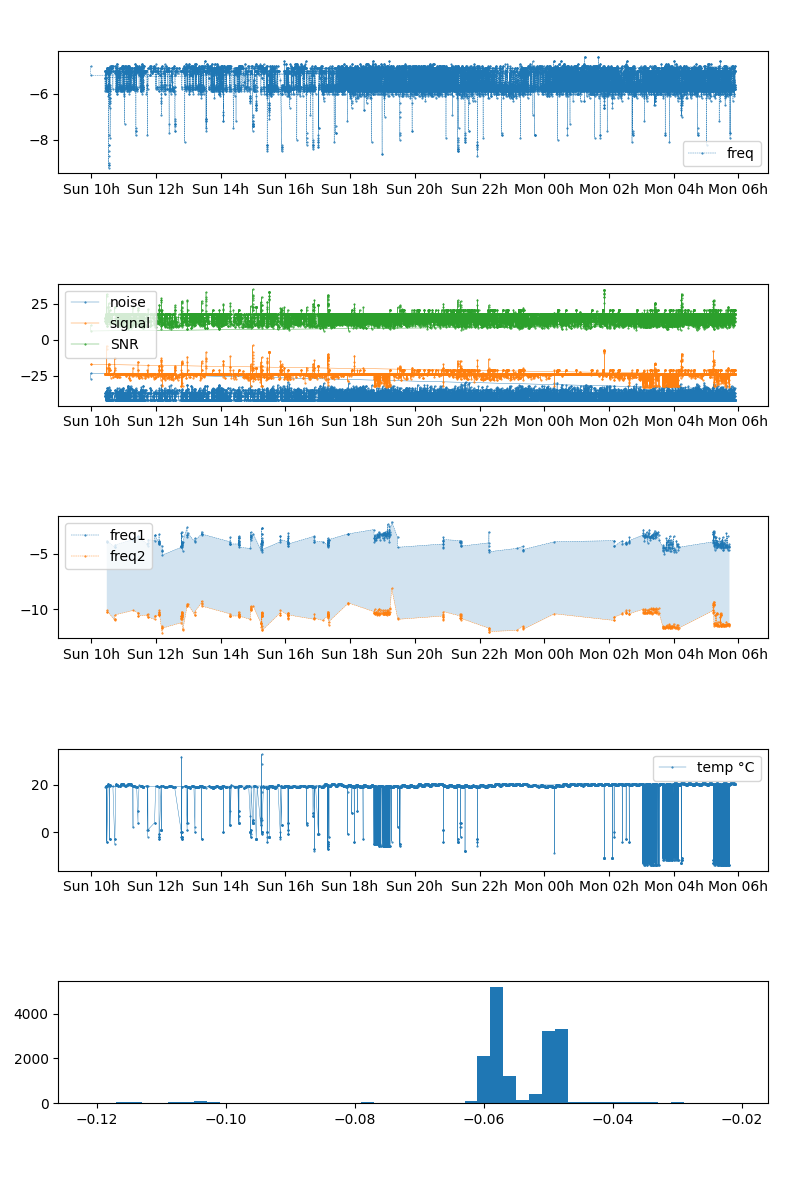 −6
−8
freq
Sun 10h Sun 12h Sun 14h Sun 16h Sun 18h Sun 20h Sun 22h Mon 00h Mon 02h Mon 04h Mon 06h
25
0
−25
noise
signal
SNR
Sun 10h Sun 12h Sun 14h Sun 16h Sun 18h Sun 20h Sun 22h Mon 00h Mon 02h Mon 04h Mon 06h
−5
−10
freq1
freq2
Sun 10h Sun 12h Sun 14h Sun 16h Sun 18h Sun 20h Sun 22h Mon 00h Mon 02h Mon 04h Mon 06h
20
0
temp °C
Sun 10h Sun 12h Sun 14h Sun 16h Sun 18h Sun 20h Sun 22h Mon 00h Mon 02h Mon 04h Mon 06h
4000
2000
0
−0.12 −0.10 −0.08 −0.06 −0.04 −0.02